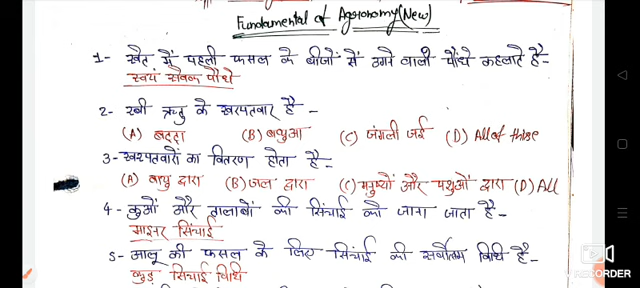 Fundamental of Agronomy (New)
1- खेत में पहली फसल के बीजों से उगने वाली पौधे कहलाते है
स्वयं सेवक पौधे
2- रबी ऋतु के खरपतवार है -
(A) बट्टा (B) बथुआ (C) जंगली जई (D) All of these
3- खरपतवारों का वितरण होता है -
(A) वायु द्वारा (B) जल द्वारा (C) मनुष्यों और पशुओं द्वारा (D) All
4- कुओं और तालाबों की सिंचाई को जाना जाता है -
माइनर सिंचाई
5- आलू की फसल के लिए सिंचाई की सर्वोतम विधि है -
कुड़ सिचाई विधि
RECORDER